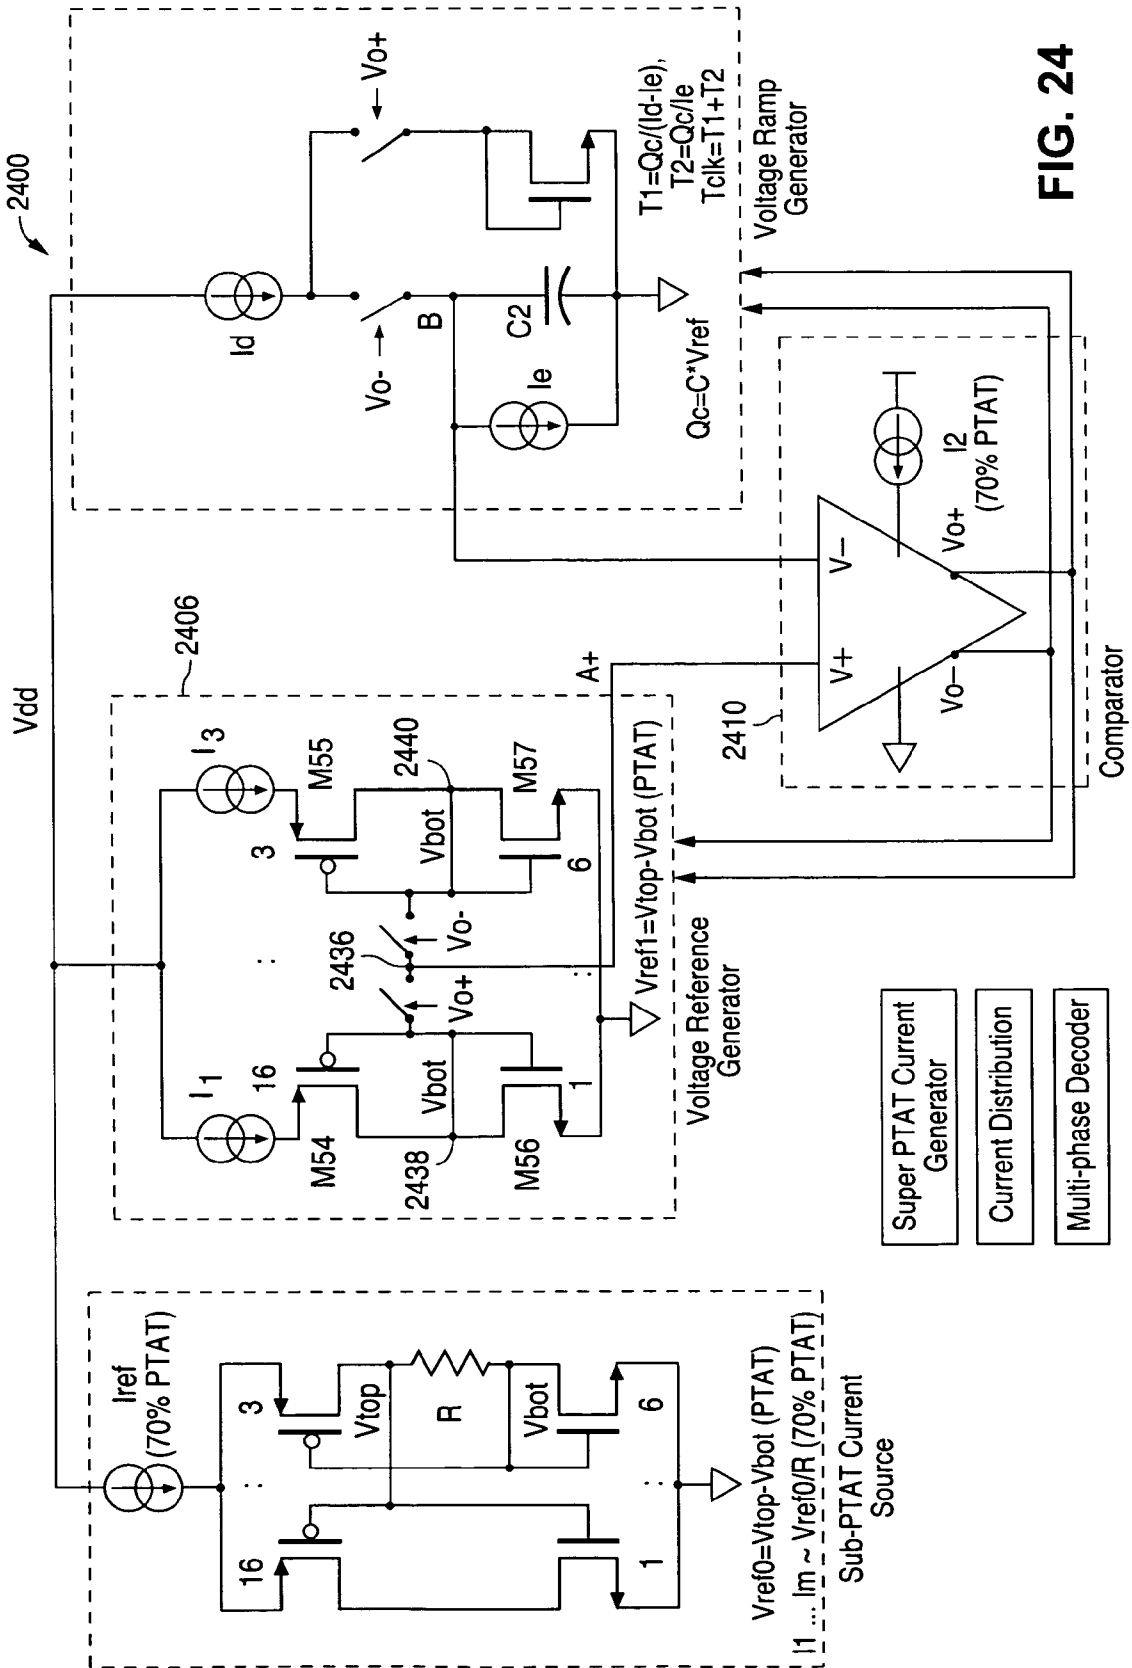 2400
Vdd
Iref
(70% PTAT)
16
3
Vtop
R
Vbot
1
6
:
:
Vref0=Vtop-Vbot (PTAT)
I1 ... Im ~ Vref0/R (70% PTAT)
Sub-PTAT Current
Source
2406
I1
I3
16
M54
3
M55
:
2436
Vo+
Vo-
Vbot
2438
Vbot
2440
M56
1
6
M57
:
A+
Vref1=Vtop-Vbot (PTAT)
Voltage Reference
Generator
Id
Vo-
Vo+
B
Ie
C2
T1=Qc/(Id-Ie),
T2=Qc/Ie
Tclk=T1+T2
Qc=C*Vref
Voltage Ramp
Generator
2410
V+
V−
I2
(70% PTAT)
Vo−
Vo+
Comparator
Super PTAT Current
Generator
Current Distribution
Multi-phase Decoder
FIG. 24